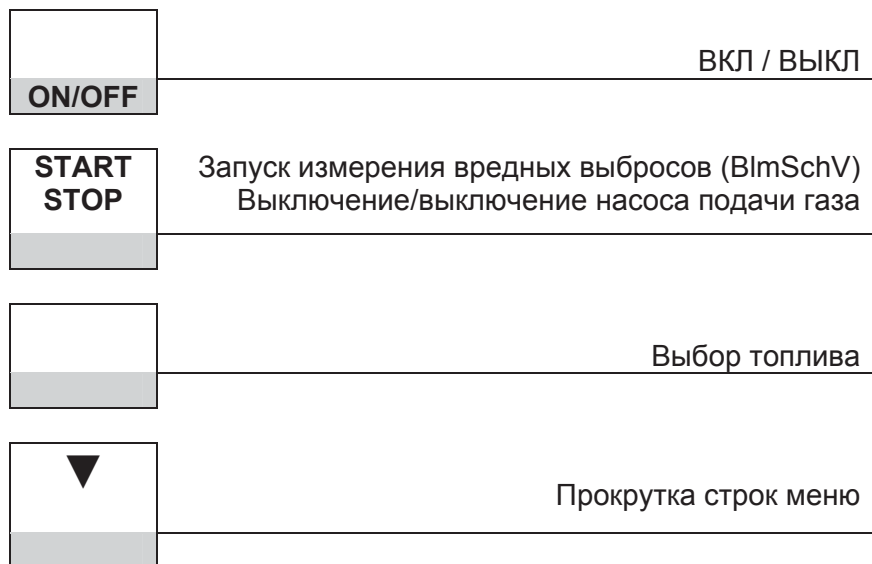 ВКЛ / ВЫКЛ
ON/OFF
START
STOP
Запуск измерения вредных выбросов (BImSchV)
Выключение/выключение насоса подачи газа
Выбор топлива
▼
Прокрутка строк меню